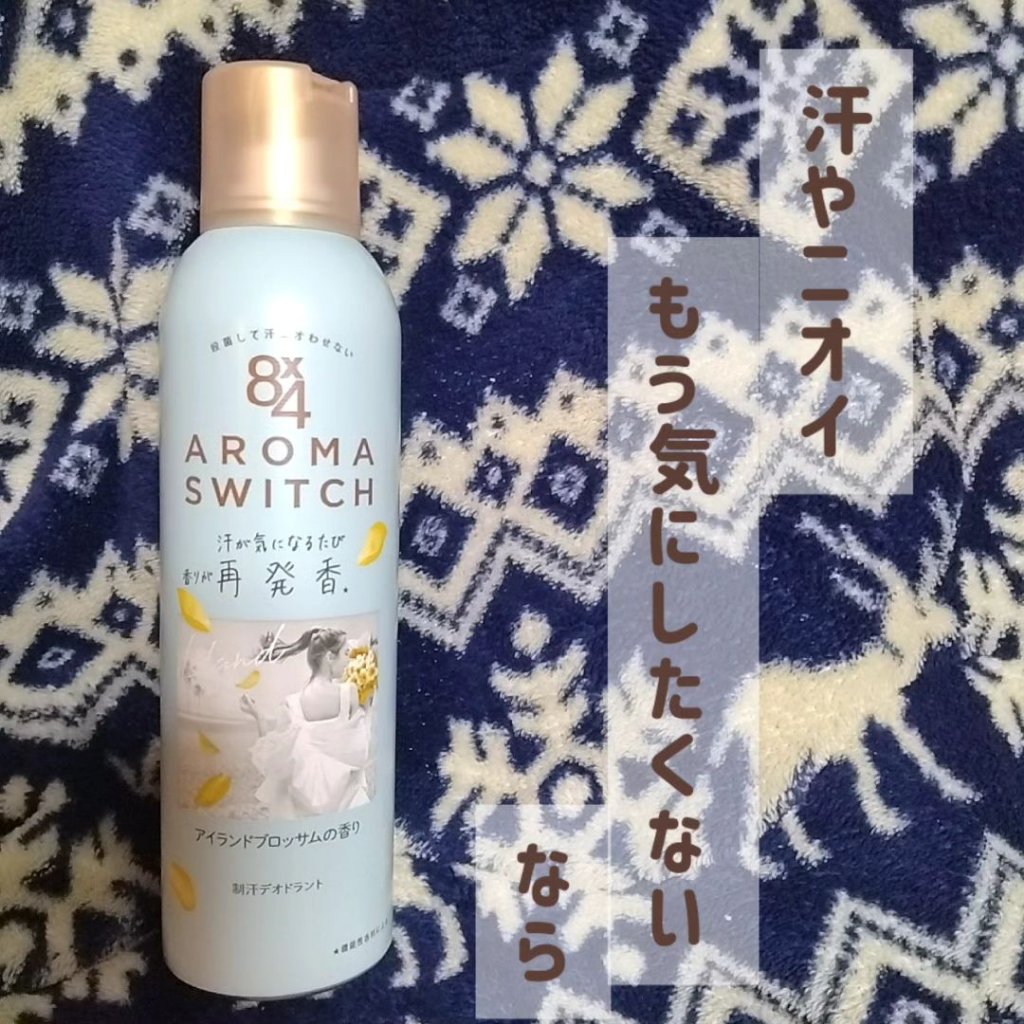 汗やニオイ
もう気にしたくない
なら
殺菌して汗ニオわせない
8x4
AROMA
SWITCH
汗が気になるたび
香りが再発香.
Island
アイランドブロッサムの香り
制汗デオドラント